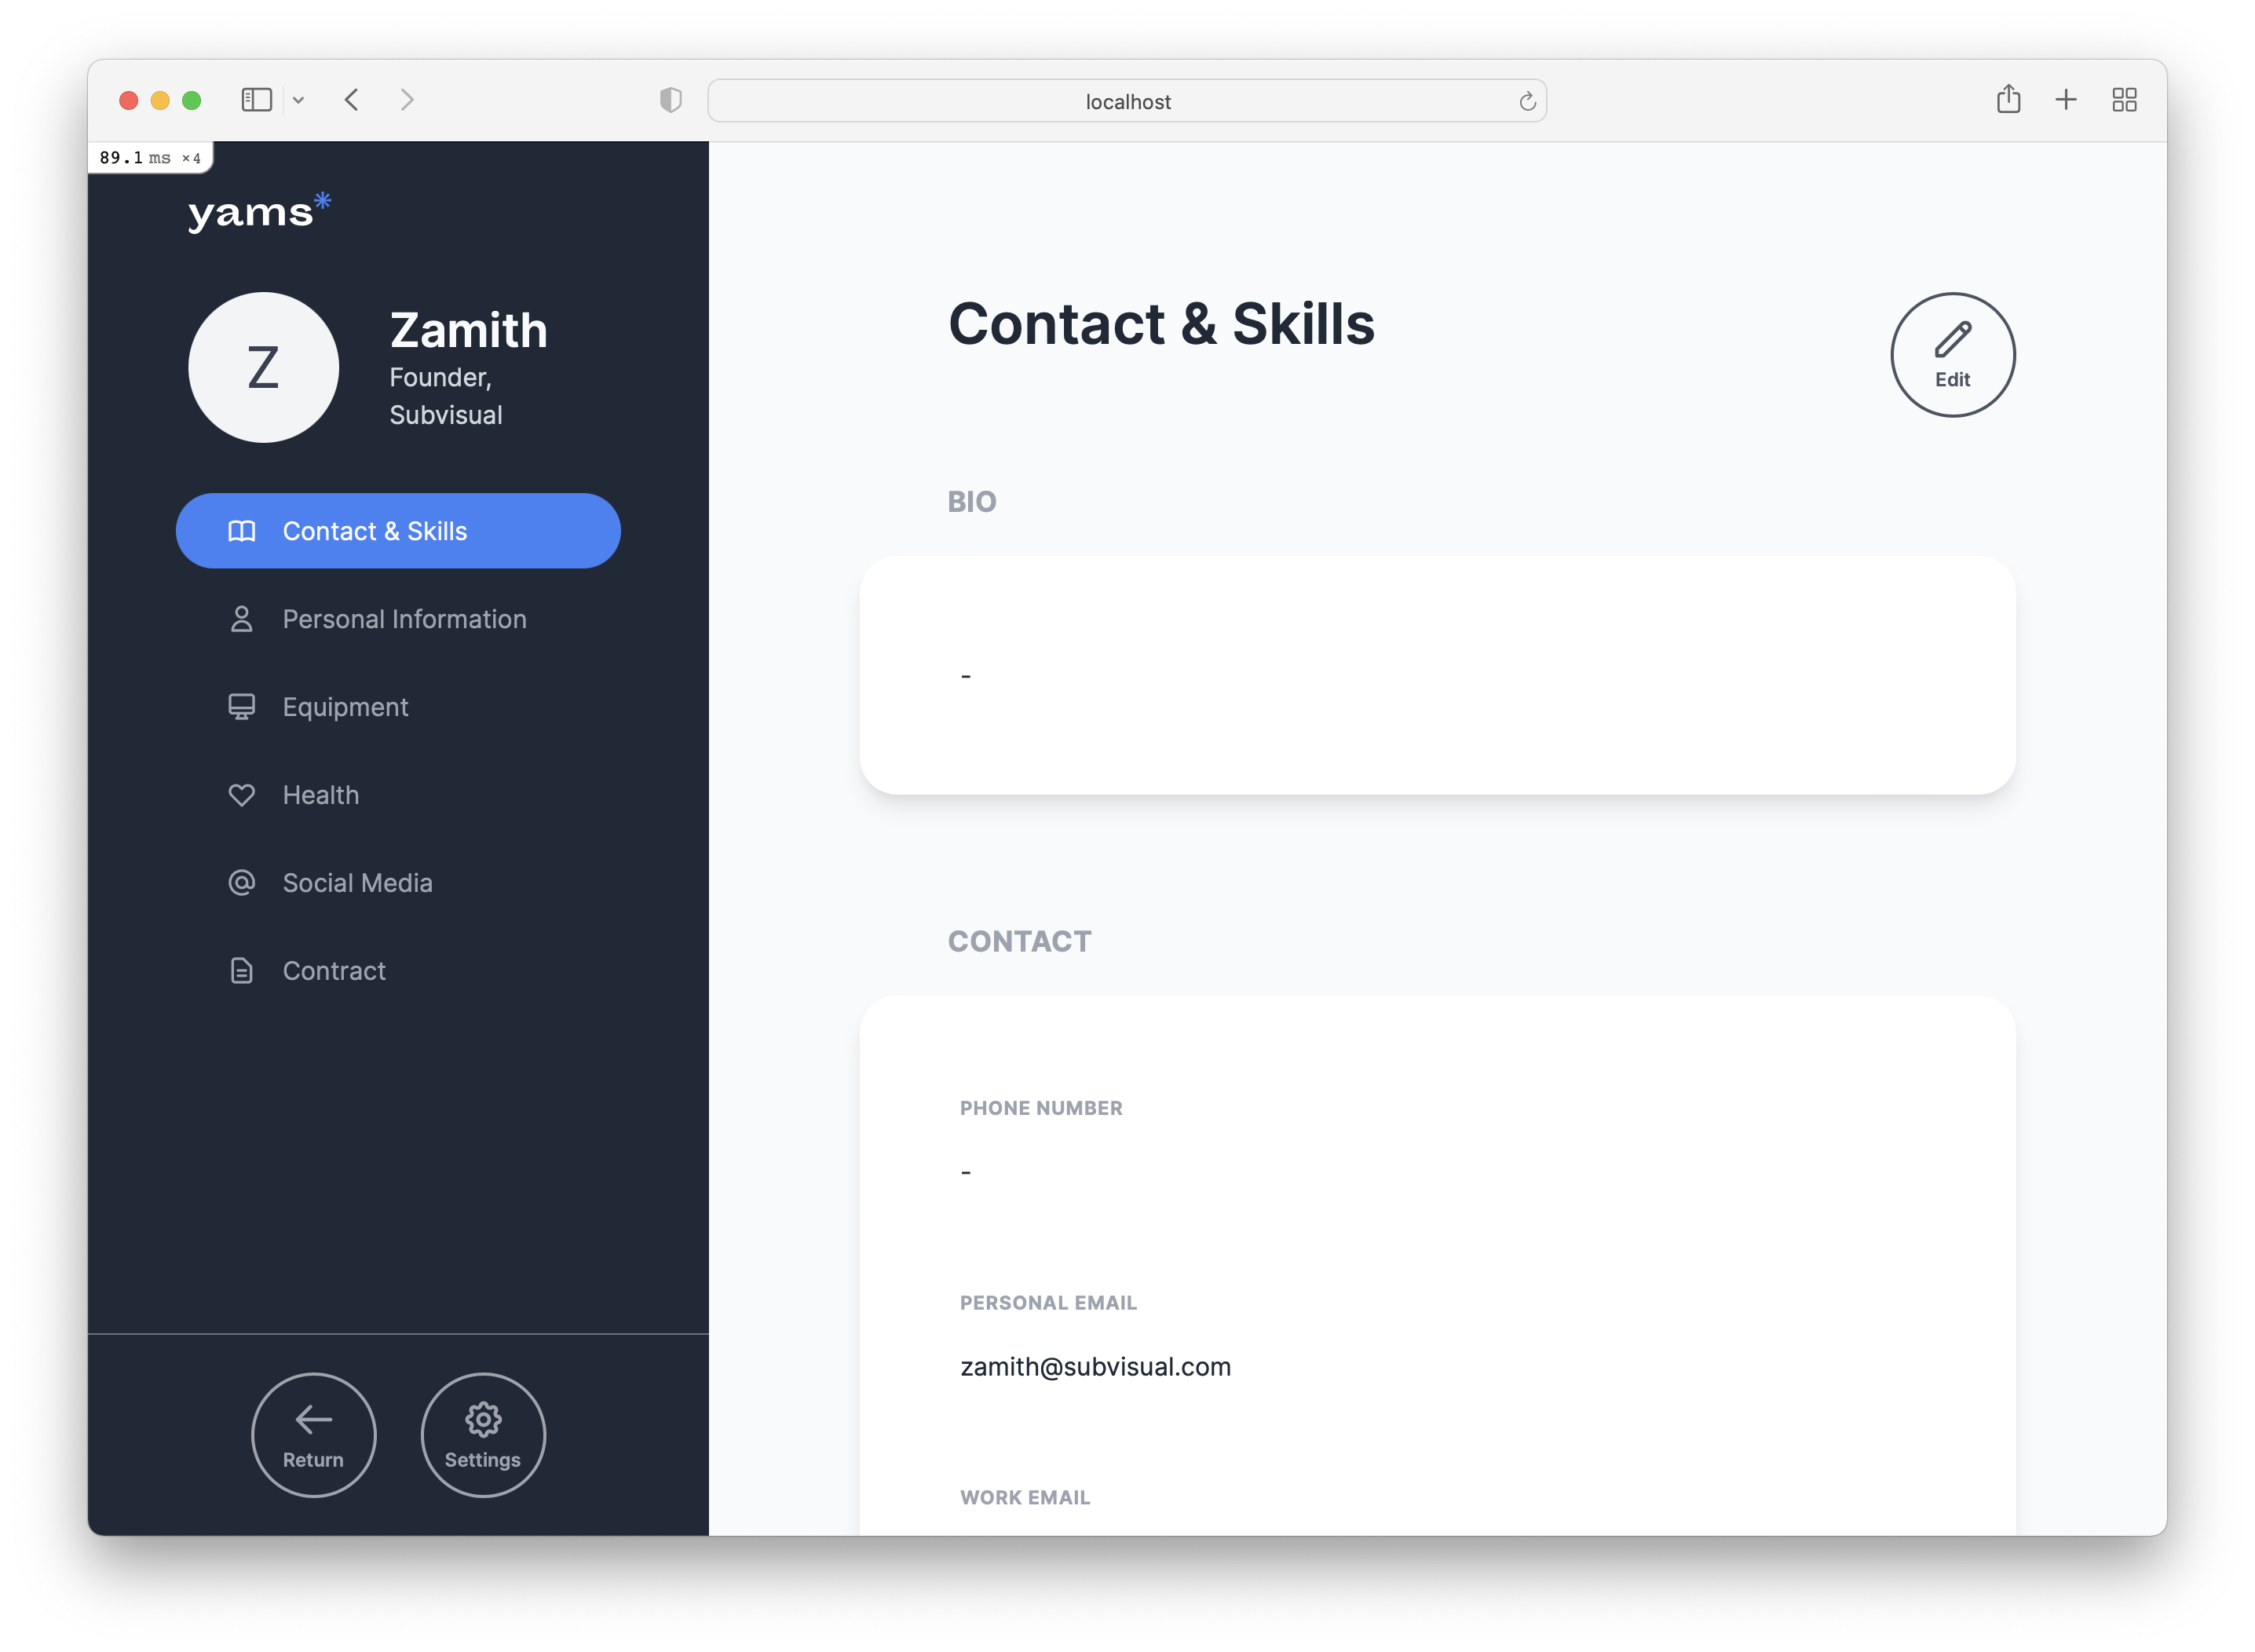 localhost
89.1 ms ×4
yams*
Z
Zamith
Founder,
Subvisual
Contact & Skills
Personal Information
Equipment
Health
Social Media
Contract
Return
Settings
Contact & Skills
Edit
BIO
-
CONTACT
PHONE NUMBER
-
PERSONAL EMAIL
zamith@subvisual.com
WORK EMAIL